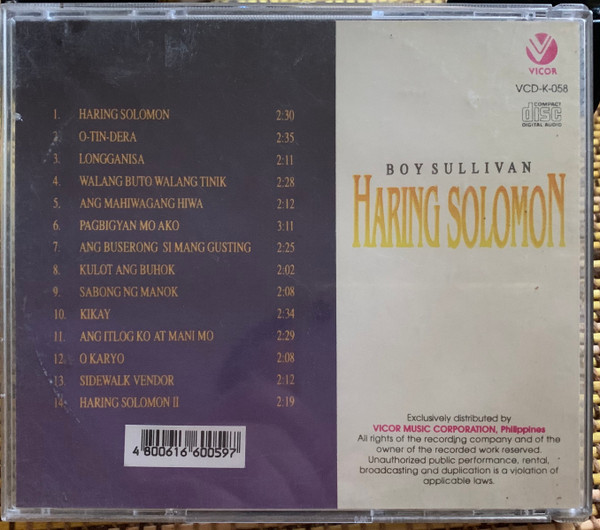 VICOR
VCD-K-058
COMPACT
disc
DIGITAL AUDIO
BOY SULLIVAN
HARING SOLOMON
1. HARING SOLOMON 2:30
2. O-TIN-DERA 2:35
3. LONGGANISA 2:11
4. WALANG BUTO WALANG TINIK 2:28
5. ANG MAHIWAGANG HIWA 2:12
6. PAGBIGYAN MO AKO 3:11
7. ANG BUSERONG SI MANG GUSTING 2:25
8. KULOT ANG BUHOK 2:02
9. SABONG NG MANOK 2:08
10. KIKAY 2:34
11. ANG ITLOG KO AT MANI MO 2:29
12. O KARYO 2:08
13. SIDEWALK VENDOR 2:12
14. HARING SOLOMON II 2:19
4 800616 600597
Exclusively distributed by
VICOR MUSIC CORPORATION, Philippines
All rights of the recording company and of the
owner of the recorded work reserved.
Unauthorized public performance, rental,
broadcasting and duplication is a violation of
applicable laws.